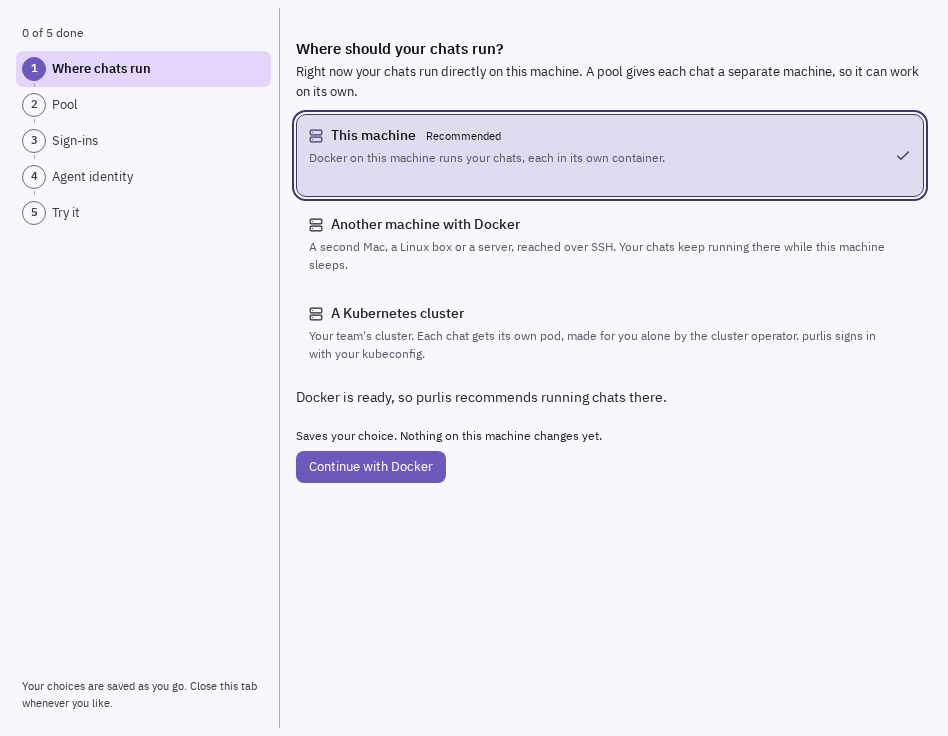 0 of 5 done
1 Where chats run
2 Pool
3 Sign-ins
4 Agent identity
5 Try it
Your choices are saved as you go. Close this tab
whenever you like.
Where should your chats run?
Right now your chats run directly on this machine. A pool gives each chat a separate machine, so it can work
on its own.
This machine Recommended
Docker on this machine runs your chats, each in its own container.
Another machine with Docker
A second Mac, a Linux box or a server, reached over SSH. Your chats keep running there while this machine
sleeps.
A Kubernetes cluster
Your team's cluster. Each chat gets its own pod, made for you alone by the cluster operator. purlis signs in
with your kubeconfig.
Docker is ready, so purlis recommends running chats there.
Saves your choice. Nothing on this machine changes yet.
Continue with Docker